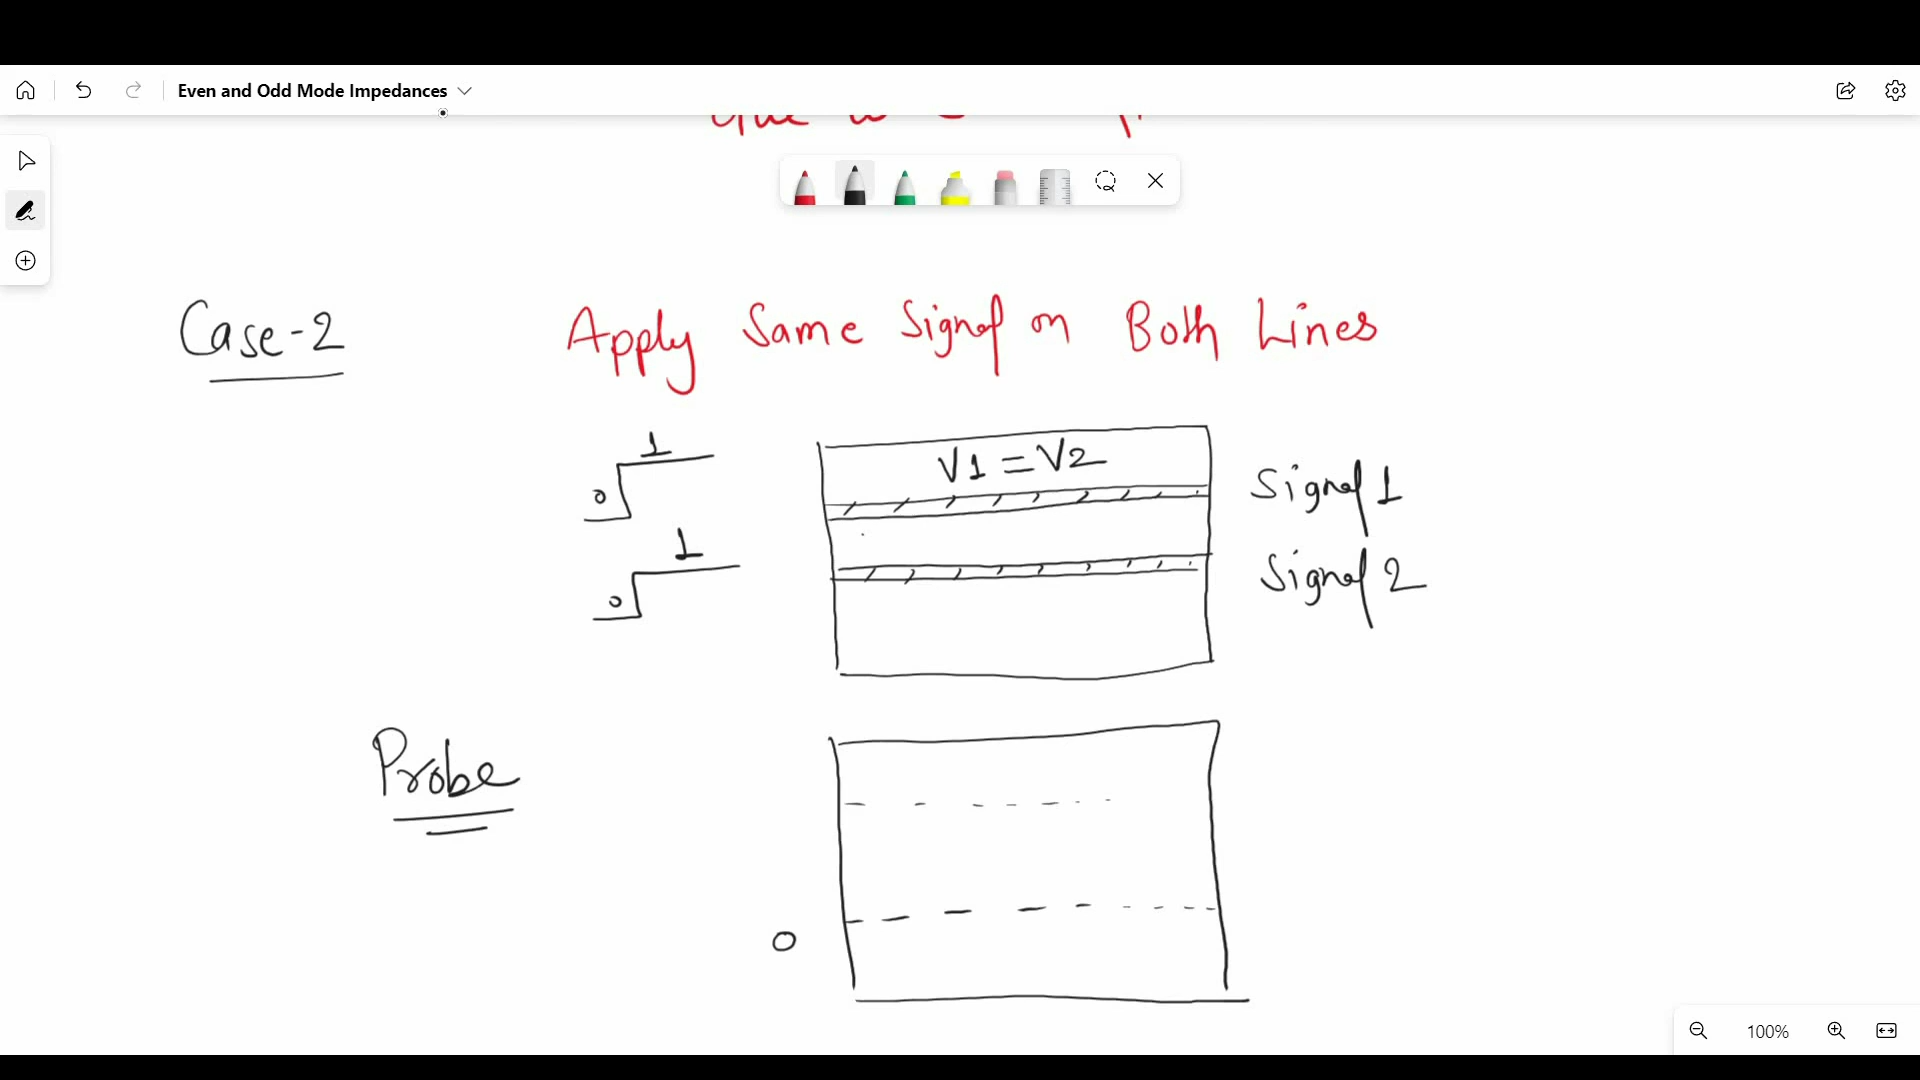 Even and Odd Mode Impedances
Case-2
Apply Same Signal on Both Lines
1
0
V1 = V2
Signal 1
1
0
Signal 2
Probe
0
100%